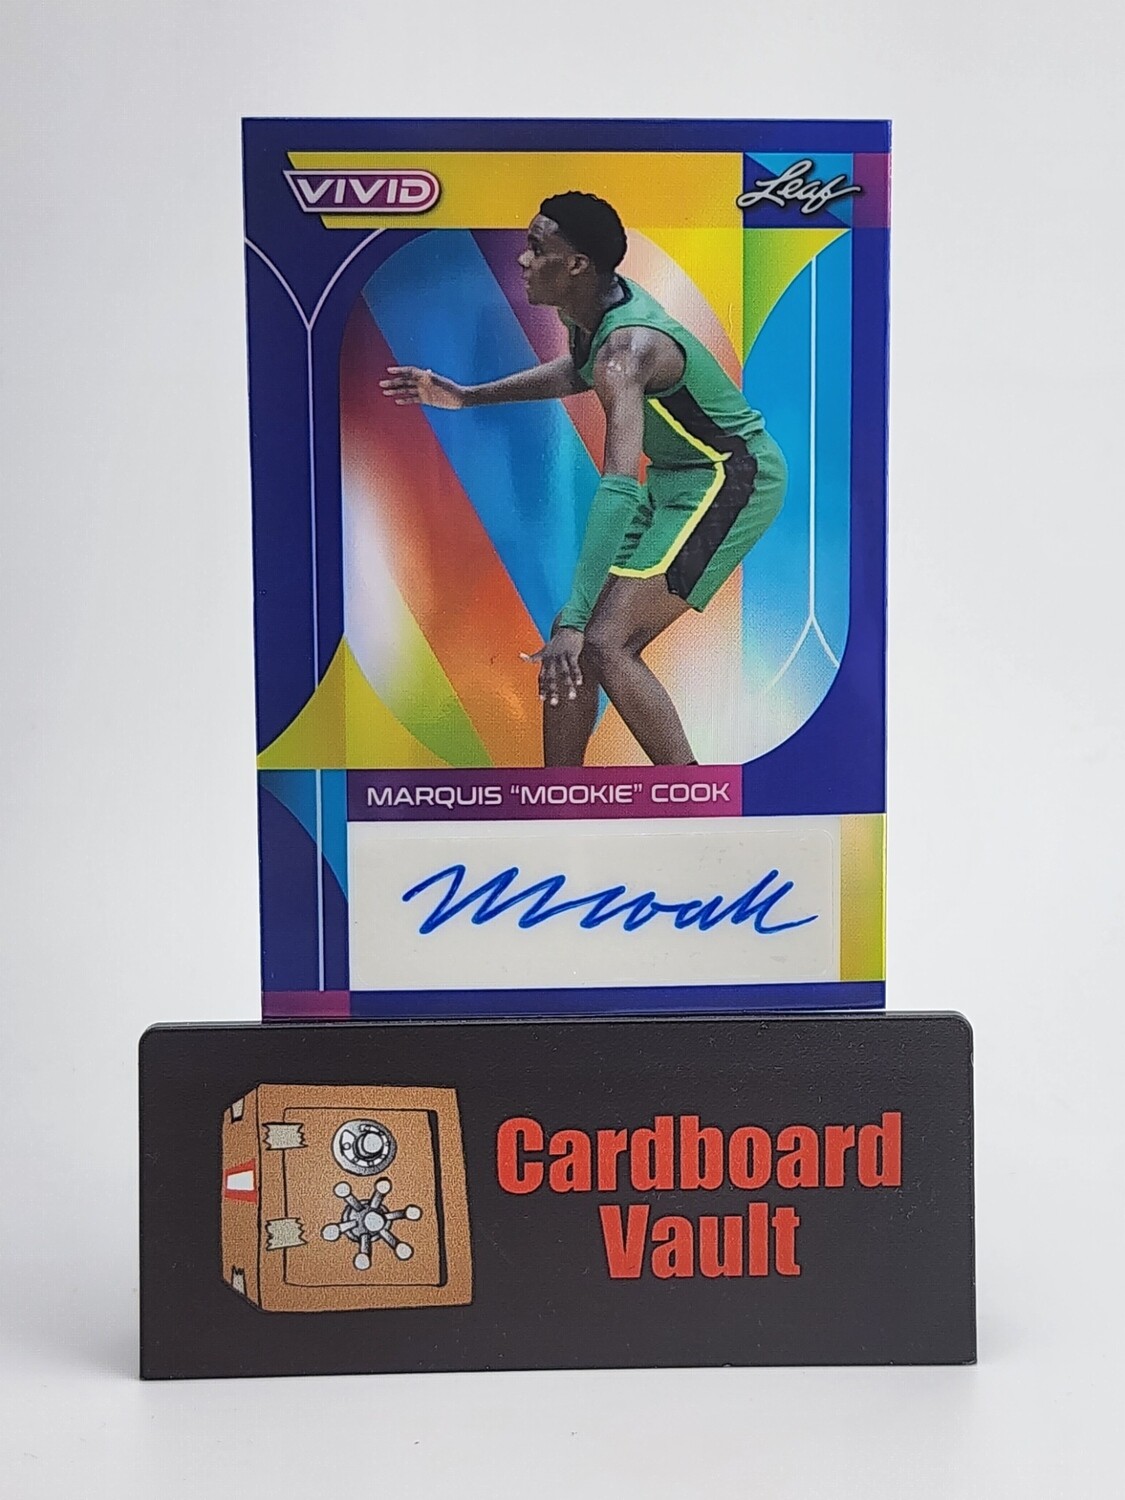 VIVID
Leaf
MARQUIS “MOOKIE” COOK
Cardboard
Vault